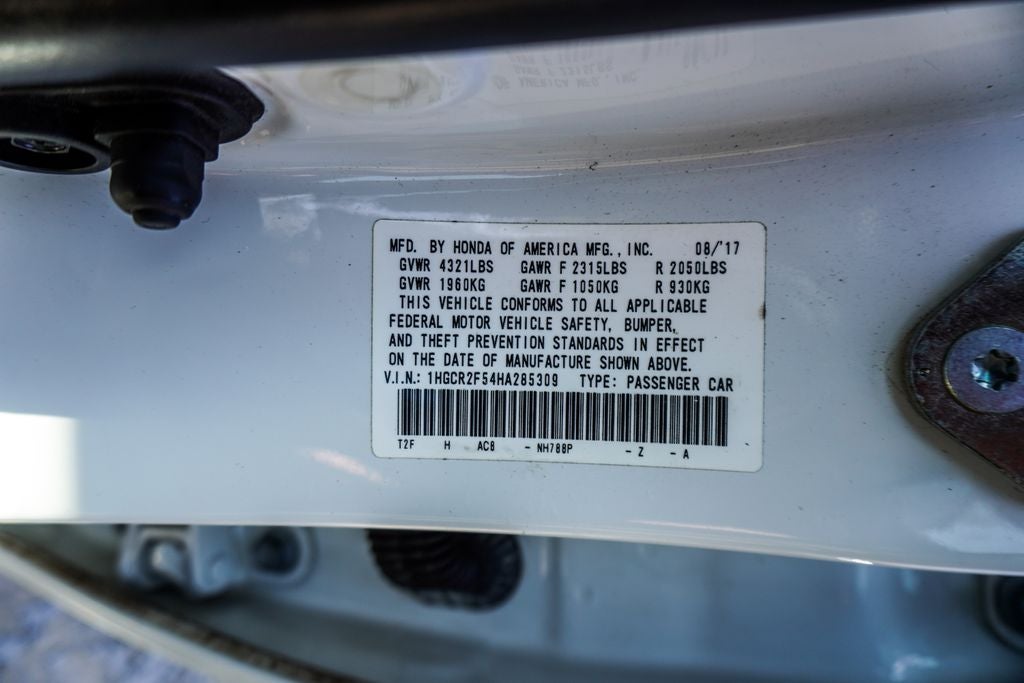 MFD. BY HONDA OF AMERICA MFG., INC. 08/'17
GVWR 4321LBS GAWR F 2315LBS R 2050LBS
GVWR 1960KG GAWR F 1050KG R 930KG
THIS VEHICLE CONFORMS TO ALL APPLICABLE
FEDERAL MOTOR VEHICLE SAFETY, BUMPER,
AND THEFT PREVENTION STANDARDS IN EFFECT
ON THE DATE OF MANUFACTURE SHOWN ABOVE.
V.I.N.: 1HGCR2F54HA285309 TYPE: PASSENGER CAR
T2F H AC8 - NH788P - Z - A